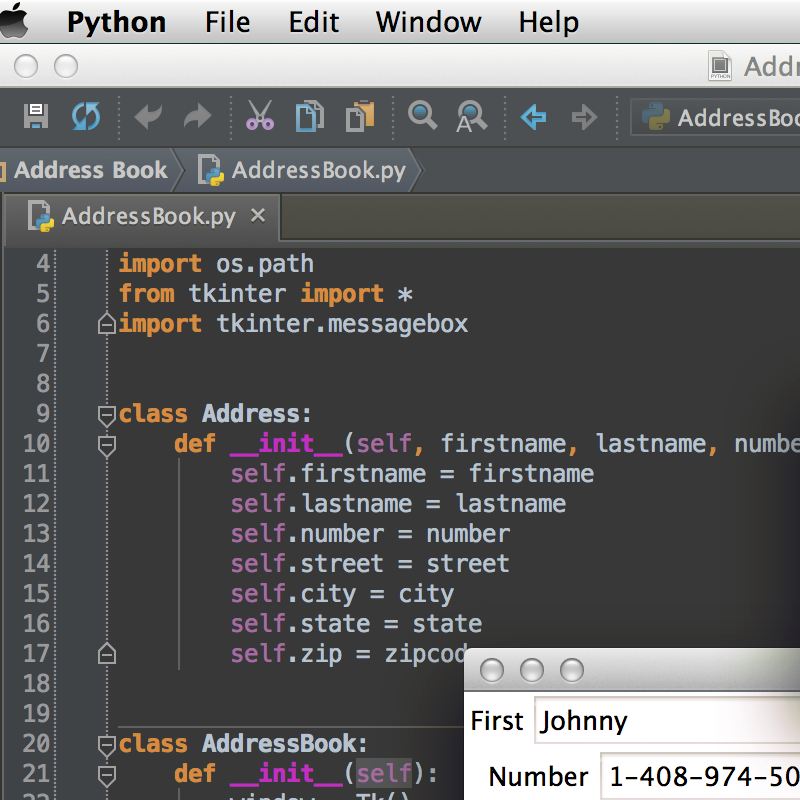 Python File Edit Window Help
Addr
AddressBoo
Address Book AddressBook.py
AddressBook.py ×
4 import os.path
5 from tkinter import *
6 import tkinter.messagebox
7
8
9 class Address:
10 def __init__(self, firstname, lastname, numbe
11 self.firstname = firstname
12 self.lastname = lastname
13 self.number = number
14 self.street = street
15 self.city = city
16 self.state = state
17 self.zip = zipcod
18
19
20 class AddressBook:
21 def __init__(self):
22 window = Tk()
First Johnny
Number 1-408-974-50